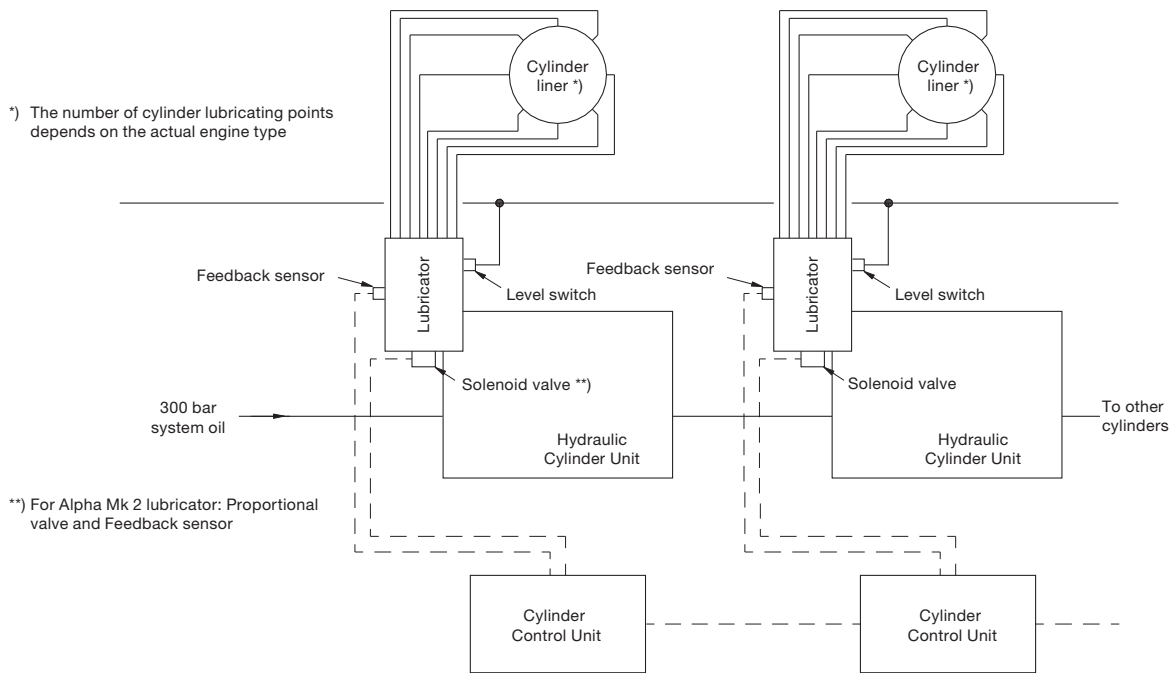 Cylinder
liner *)
Cylinder
liner *)
*) The number of cylinder lubricating points
depends on the actual engine type
Feedback sensor
Lubricator
Level switch
Feedback sensor
Lubricator
Level switch
Solenoid valve **)
Solenoid valve
300 bar
system oil
To other
cylinders
Hydraulic
Cylinder Unit
Hydraulic
Cylinder Unit
**) For Alpha Mk 2 lubricator: Proportional
valve and Feedback sensor
Cylinder
Control Unit
Cylinder
Control Unit